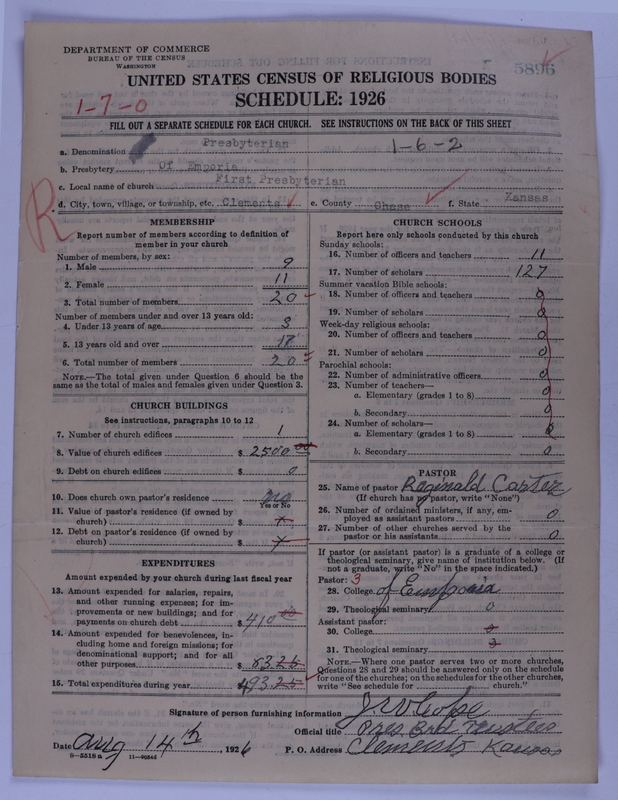 DEPARTMENT OF COMMERCE
BUREAU OF THE CENSUS
WASHINGTON
5896
UNITED STATES CENSUS OF RELIGIOUS BODIES
SCHEDULE: 1926
1-7-0
FILL OUT A SEPARATE SCHEDULE FOR EACH CHURCH. SEE INSTRUCTIONS ON THE BACK OF THIS SHEET
a. Denomination Presbyterian 1-6-2
b. Presbytery Of Emporia
c. Local name of church First Presbyterian
d. City, town, village, or township, etc. Clements e. County Chase f. State Kansas
R
MEMBERSHIP
Report number of members according to definition of member in your church
Number of members, by sex:
1. Male 9
2. Female 11
3. Total number of members 20
Number of members under and over 13 years old:
4. Under 13 years of age 3
5. 13 years old and over 17
6. Total number of members 20
NOTE.—The total given under Question 6 should be the
same as the total of males and females given under Question 3.
CHURCH BUILDINGS
See instructions, paragraphs 10 to 12
7. Number of church edifices 1
8. Value of church edifices $ 2500 00
9. Debt on church edifices $ 0
10. Does church own pastor's residence no
Yes or No
11. Value of pastor's residence (if owned by
church) $ x
12. Debt on pastor's residence (if owned by
church) $ x
EXPENDITURES
Amount expended by your church during last fiscal year
13. Amount expended for salaries, repairs,
and other running expenses; for im-
provements or new buildings; and for
payments on church debt $ 410 00
14. Amount expended for benevolences, in-
cluding home and foreign missions; for
denominational support; and for all
other purposes $ 83.25
15. Total expenditures during year $ 493.25
CHURCH SCHOOLS
Report here only schools conducted by this church
Sunday schools:
16. Number of officers and teachers 11
17. Number of scholars 127
Summer vacation Bible schools:
18. Number of officers and teachers 0
19. Number of scholars 0
Week-day religious schools:
20. Number of officers and teachers 0
21. Number of scholars 0
Parochial schools:
22. Number of administrative officers 0
23. Number of teachers—
a. Elementary (grades 1 to 8) 0
b. Secondary 0
24. Number of scholars—
a. Elementary (grades 1 to 8) 0
b. Secondary 0
PASTOR
25. Name of pastor Reginald Carter
(If church has no pastor, write "None")
26. Number of ordained ministers, if any, em-
ployed as assistant pastors 0
27. Number of other churches served by the
pastor or his assistants 0
If pastor (or assistant pastor) is a graduate of a college or
theological seminary, give name of institution below. (If
not a graduate, write "No" in the space indicated.)
Pastor: 3
28. College of Emporia
29. Theological seminary 0
Assistant pastor:
30. College
31. Theological seminary
NOTE.—Where one pastor serves two or more churches,
Questions 28 and 29 should be answered only on the schedule
for one of the churches; on the schedules for the other churches,
write "See schedule for church."
Signature of person furnishing information
Official title Pres Brd Trustees
Date Aug 14th, 1926 P. O. Address Clements Kansas
8-5518a